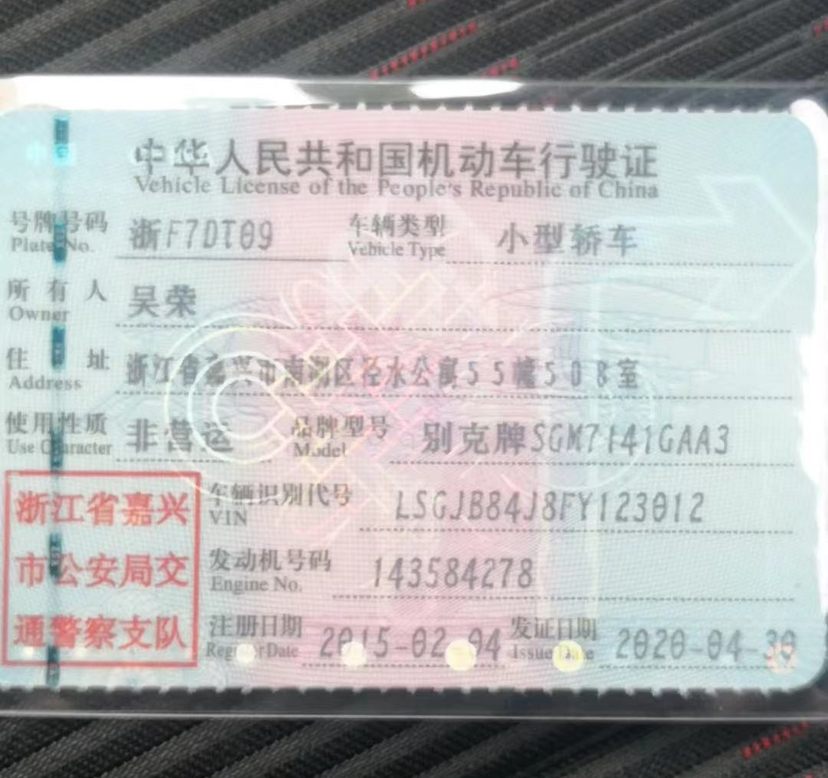 中华人民共和国机动车行驶证
Vehicle License of the People's Republic of China
号牌号码 浙F7DT09 车辆类型 小型轿车
Plate No. Vehicle Type
所有人 吴荣
Owner
住址 浙江省嘉兴市南湖区径水公寓55幢508室
Address
使用性质 非营运 品牌型号 别克牌SGM7141GAA3
Use Character Model
浙江省嘉兴
市公安局交
通警察支队
车辆识别代号 LSGJB84J8FY123012
VIN
发动机号码 143584278
Engine No.
注册日期 2015-02-04 发证日期 2020-04-30
Register Date Issue Date